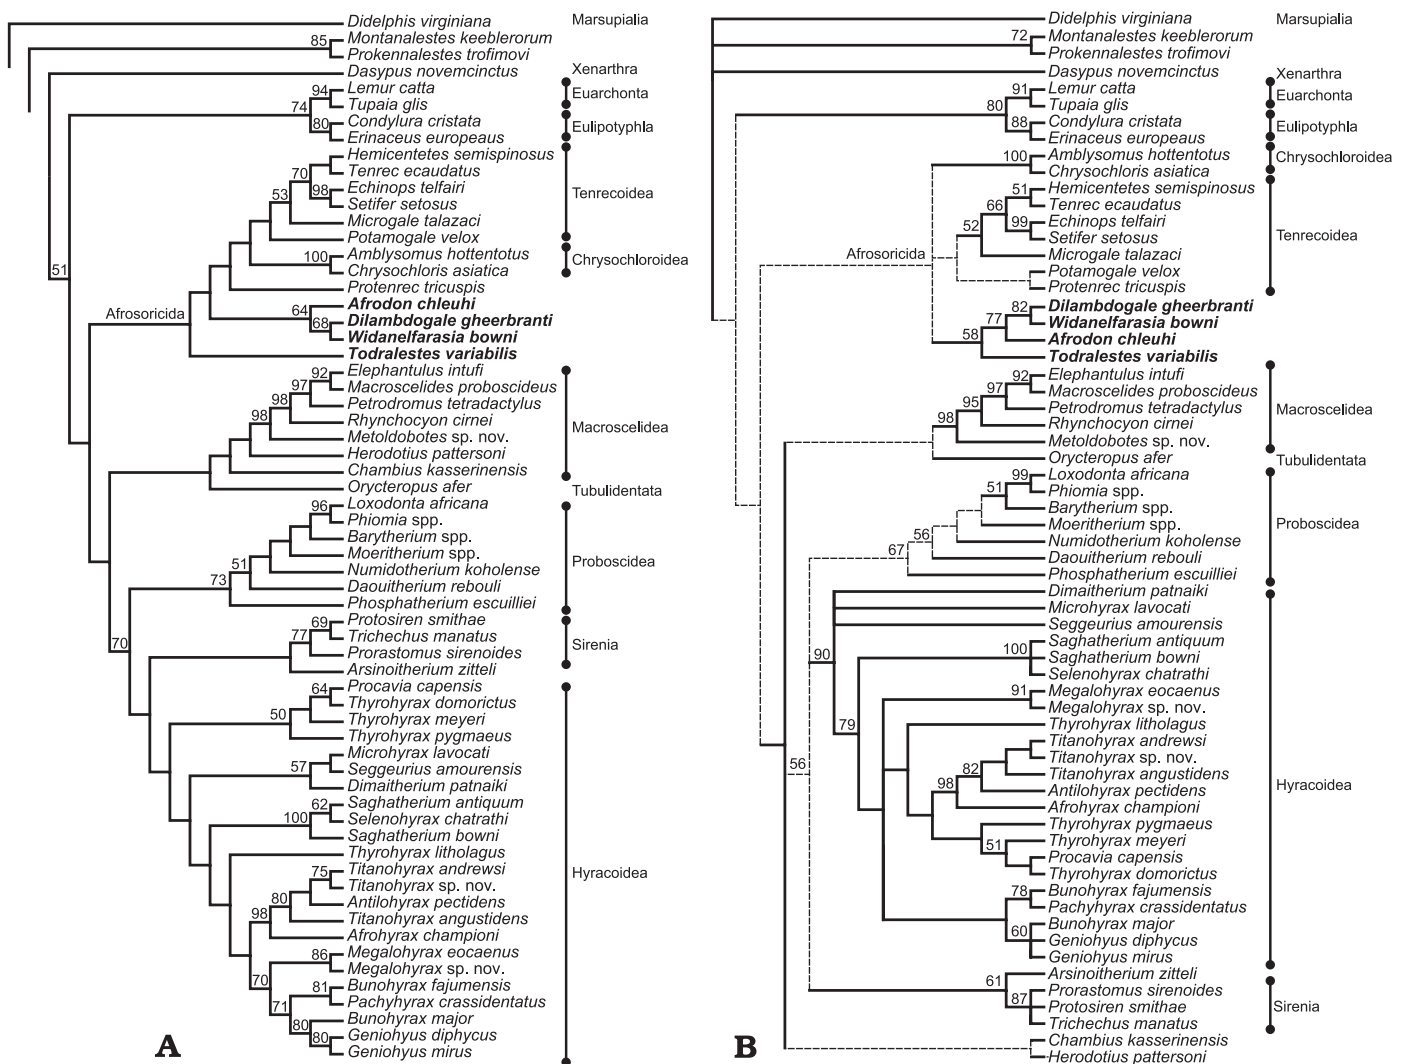 Didelphis virginiana
Marsupialia
85
Montanalestes keeblerorum
Prokennalestes trofimovi
Dasypus novemcinctus
Xenarthra
94
Lemur catta
74
Tupaia glis
Euarchonta
80
Condylura cristata
Erinaceus europeaus
Eulipotyphla
Hemicentetes semispinosus
70
Tenrec ecaudatus
53
98
Echinops telfairi
Setifer setosus
Tenrecoidea
Microgale talazaci
Potamogale velox
100
Amblysomus hottentotus
Chrysochloris asiatica
Chrysochloroidea
51
Protenrec tricuspis
Afrosoricida
64
Afrodon chleuhi
68
Dilambdogale gheerbranti
Widanelfarasia bowni
Todralestes variabilis
92
Elephantulus intufi
97
Macroscelides proboscideus
98
Petrodromus tetradactylus
98
Rhynchocyon cirnei
Macroscelidea
Metoldobotes sp. nov.
Herodotius pattersoni
Chambius kasserinensis
Orycteropus afer
Tubulidentata
96
Loxodonta africana
Phiomia spp.
Barytherium spp.
Moeritherium spp.
Proboscidea
51
Numidotherium koholense
73
Daouitherium rebouli
Phosphatherium escuilliei
69
Protosiren smithae
77
Trichechus manatus
Sirenia
70
Prorastomus sirenoides
Arsinoitherium zitteli
64
Procavia capensis
Thyrohyrax domorictus
50
Thyrohyrax meyeri
Thyrohyrax pygmaeus
Microhyrax lavocati
57
Seggeurius amourensis
Dimaitherium patnaiki
62
Saghatherium antiquum
100
Selenohyrax chatrathi
Saghatherium bowni
Thyrohyrax litholagus
75
Titanohyrax andrewsi
Titanohyrax sp. nov.
Hyracoidea
80
Antilohyrax pectidens
98
Titanohyrax angustidens
Afrohyrax championi
86
Megalohyrax eocaenus
Megalohyrax sp. nov.
70
81
Bunohyrax fajumensis
71
Pachyhyrax crassidentatus
80
Bunohyrax major
80
Geniohyus diphycus
Geniohyus mirus
A
Didelphis virginiana
Marsupialia
72
Montanalestes keeblerorum
Prokennalestes trofimovi
Dasypus novemcinctus
Xenarthra
91
Lemur catta
80
Tupaia glis
Euarchonta
88
Condylura cristata
Erinaceus europeaus
Eulipotyphla
100
Amblysomus hottentotus
Chrysochloris asiatica
Chrysochloroidea
51
Hemicentetes semispinosus
66
Tenrec ecaudatus
52
99
Echinops telfairi
Setifer setosus
Tenrecoidea
Afrosoricida
Microgale talazaci
Potamogale velox
Protenrec tricuspis
82
Dilambdogale gheerbranti
77
Widanelfarasia bowni
58
Afrodon chleuhi
Todralestes variabilis
92
Elephantulus intufi
97
Macroscelides proboscideus
95
Petrodromus tetradactylus
98
Rhynchocyon cirnei
Macroscelidea
Metoldobotes sp. nov.
Orycteropus afer
Tubulidentata
99
Loxodonta africana
51
Phiomia spp.
Barytherium spp.
Moeritherium spp.
Proboscidea
56
Numidotherium koholense
67
Daouitherium rebouli
Phosphatherium escuilliei
Dimaitherium patnaiki
Microhyrax lavocati
Seggeurius amourensis
90
100
Saghatherium antiquum
Saghatherium bowni
Selenohyrax chatrathi
91
Megalohyrax eocaenus
Megalohyrax sp. nov.
79
Thyrohyrax litholagus
Titanohyrax andrewsi
Titanohyrax sp. nov.
56
82
Titanohyrax angustidens
98
Antilohyrax pectidens
Hyracoidea
Afrohyrax championi
Thyrohyrax pygmaeus
51
Thyrohyrax meyeri
Procavia capensis
Thyrohyrax domorictus
78
Bunohyrax fajumensis
Pachyhyrax crassidentatus
60
Bunohyrax major
Geniohyus diphycus
Geniohyus mirus
61
Arsinoitherium zitteli
87
Prorastomus sirenoides
Protosiren smithae
Sirenia
Trichechus manatus
Chambius kasserinensis
Herodotius pattersoni
B